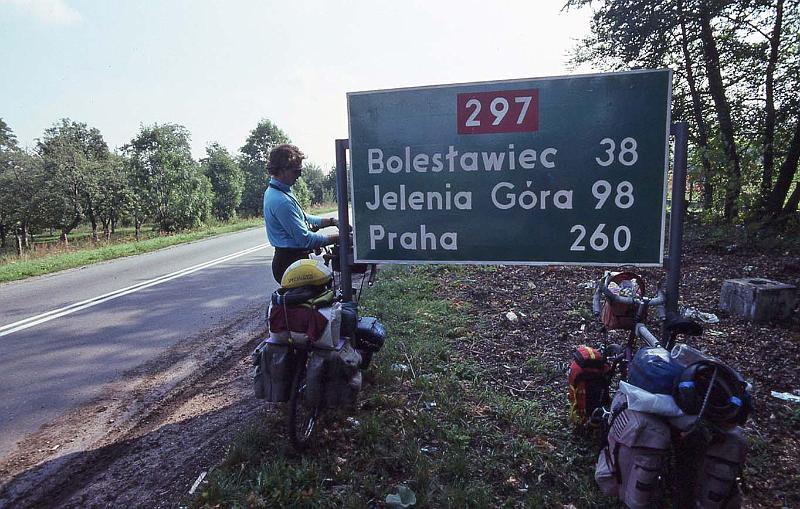 297
Bolesławiec 38
Jelenia Góra 98
Praha 260